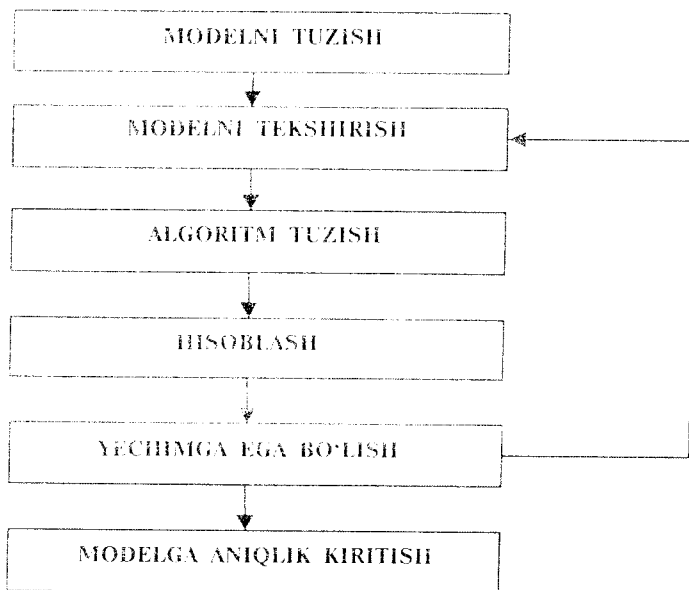 MODELNI TUZISH
MODELNI TEKSHIRISH
ALGORITM TUZISH
HISOBLASH
YECHIMGA EGA BO‘LISH
MODELGA ANIQLIK KIRITISH